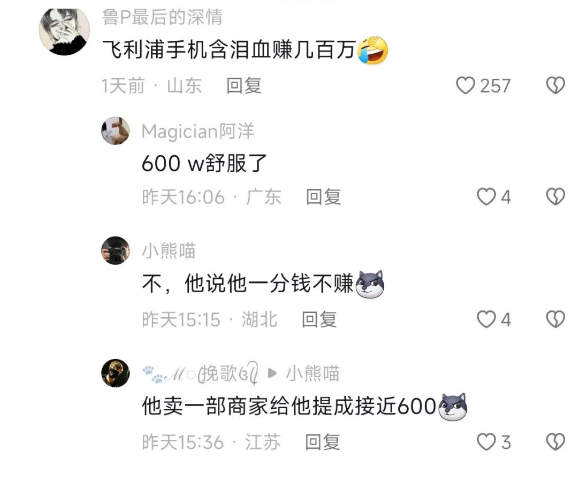 鲁P最后的深情
飞利浦手机含泪血赚几百万🤣
1天前 · 山东 回复 257
Magician阿洋
600 w舒服了
昨天16:06 · 广东 回复 4
小熊喵
不，他说他一分钱不赚
昨天15:15 · 湖北 回复 4
挽歌 ▶ 小熊喵
他卖一部商家给他提成接近600
昨天15:36 · 江苏 回复 3